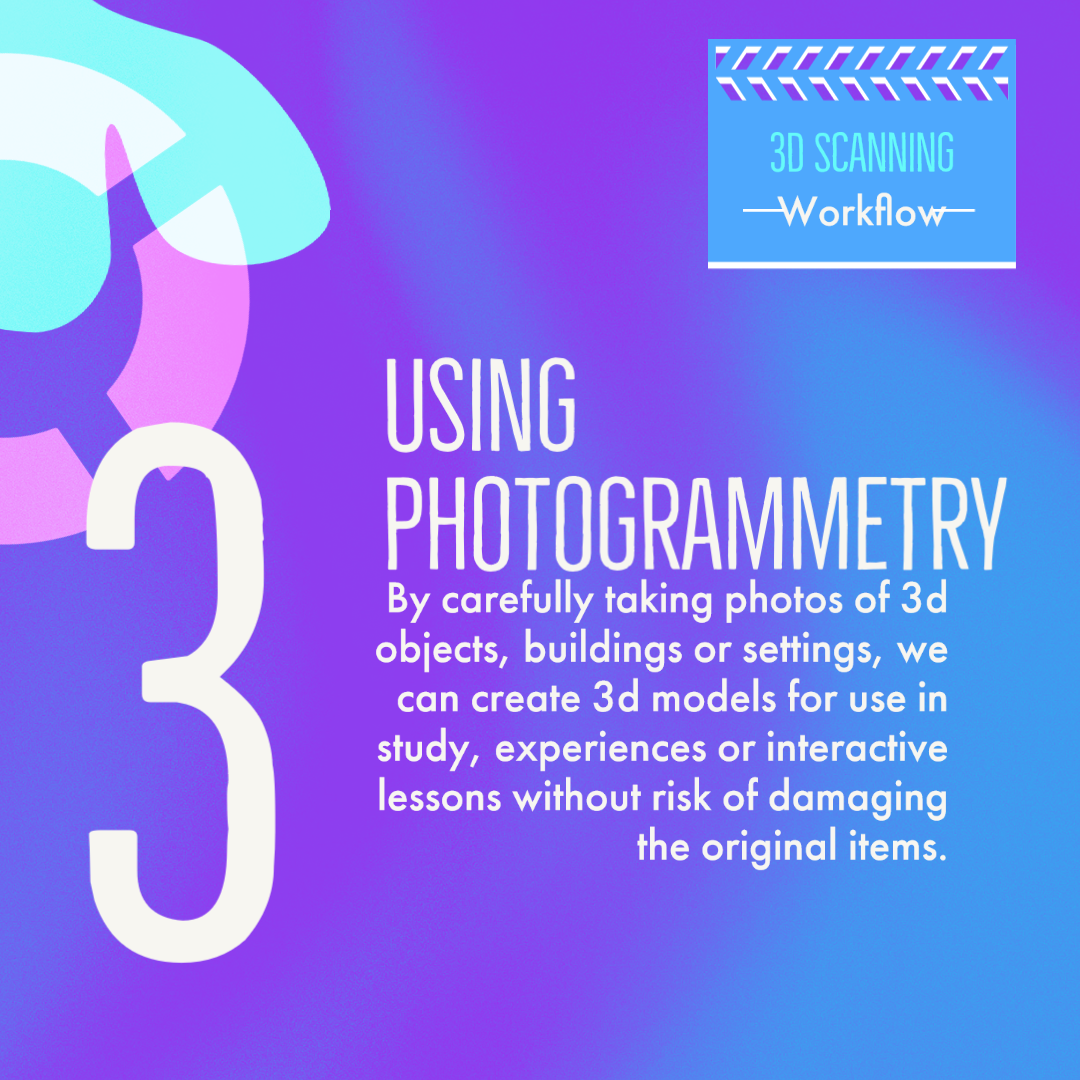 3D SCANNING
Workflow
3
USING
PHOTOGRAMMETRY
By carefully taking photos of 3d
objects, buildings or settings, we
can create 3d models for use in
study, experiences or interactive
lessons without risk of damaging
the original items.